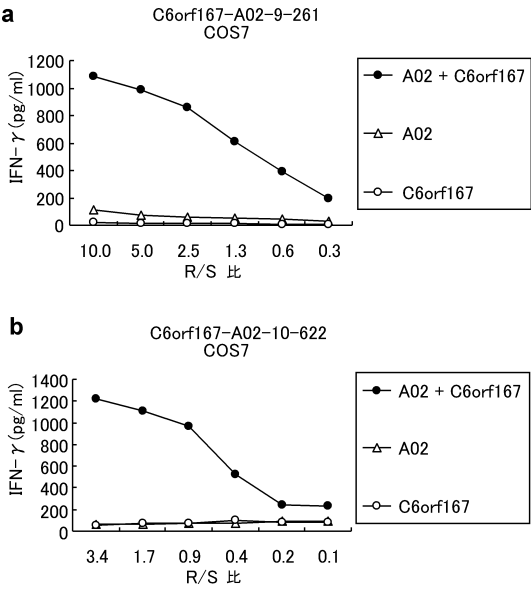 a
C6orf167-A02-9-261
COS7
IFN-γ(pg/ml)
1200
1000
800
600
400
200
0
10.0 5.0 2.5 1.3 0.6 0.3
R/S 比
A02 + C6orf167
A02
C6orf167
b
C6orf167-A02-10-622
COS7
IFN-γ(pg/ml)
1400
1200
1000
800
600
400
200
0
3.4 1.7 0.9 0.4 0.2 0.1
R/S 比
A02 + C6orf167
A02
C6orf167